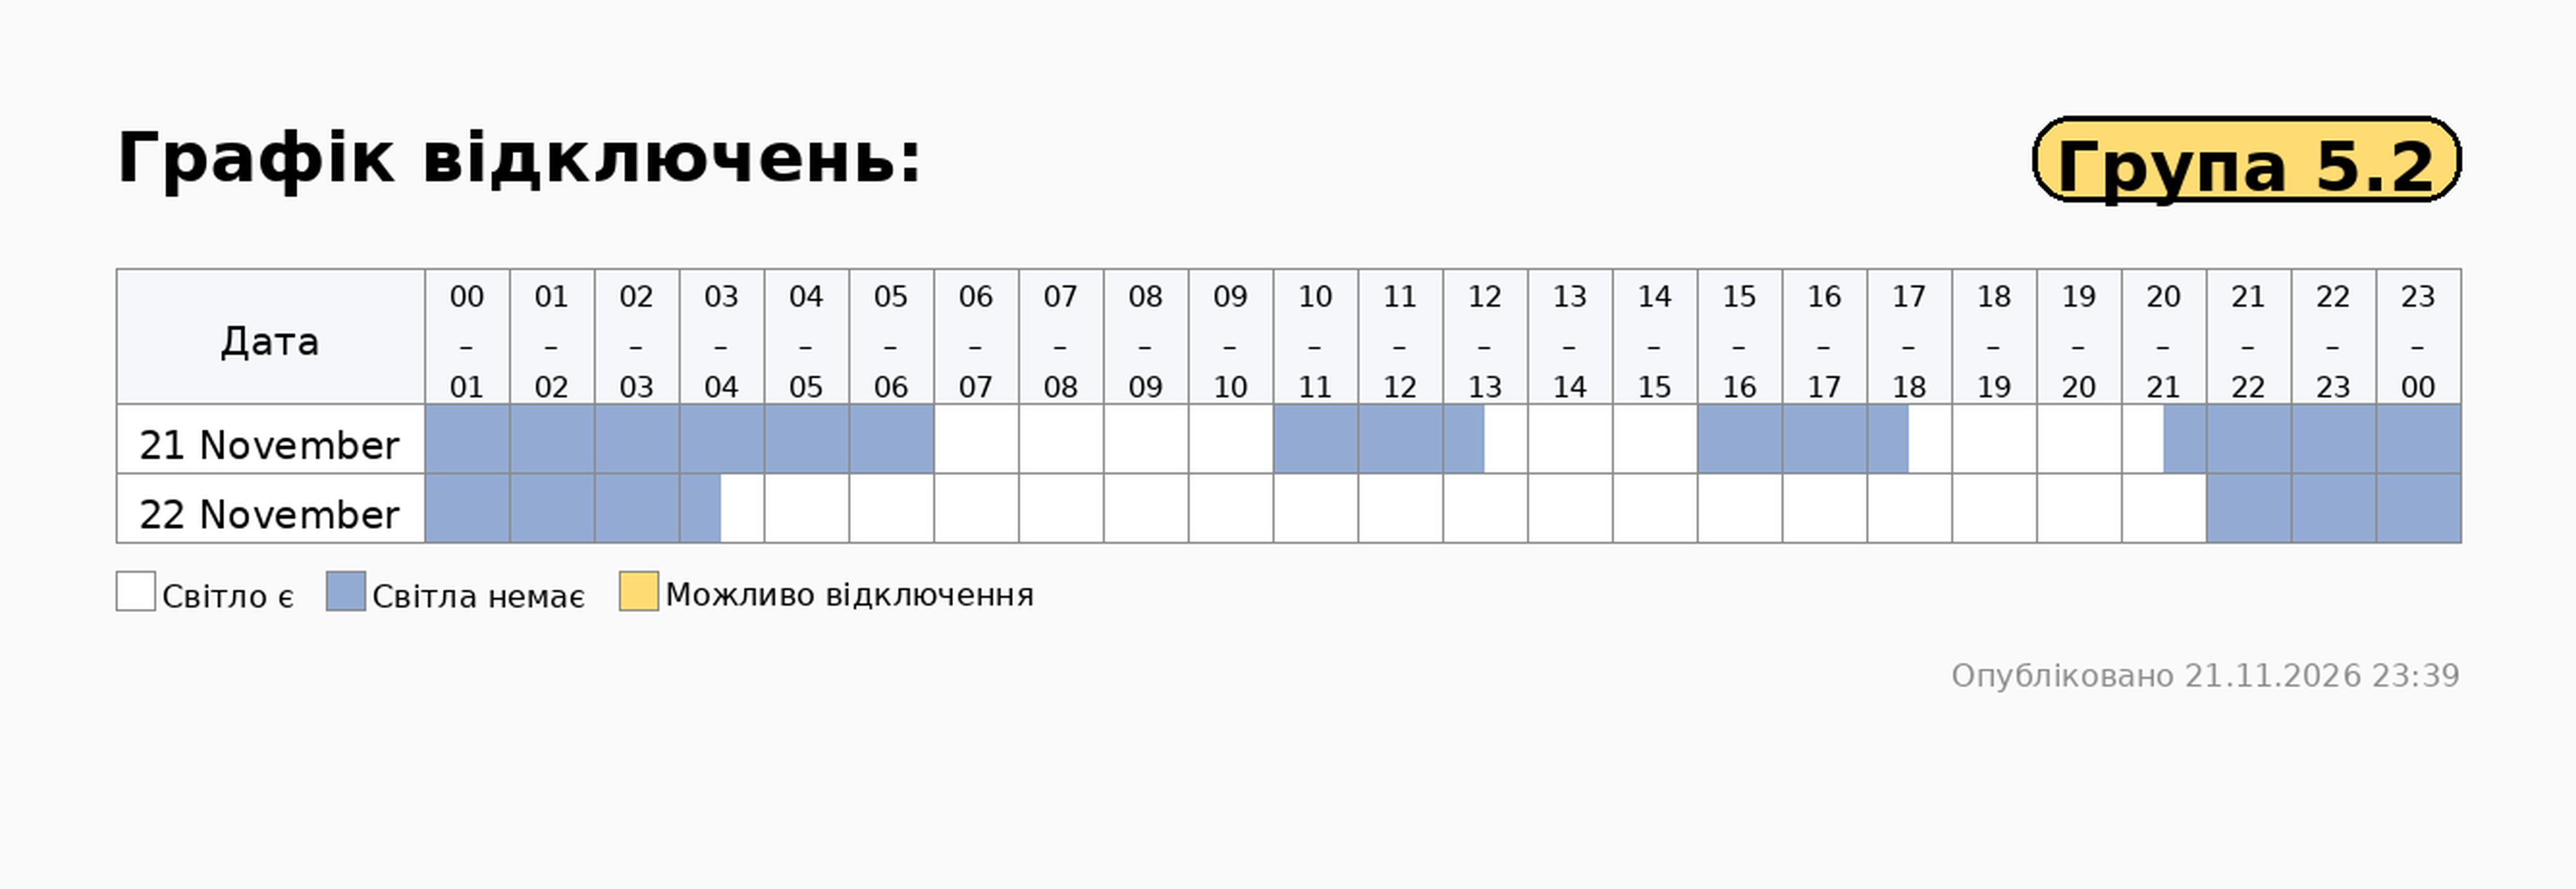 Графік відключень:
Група 5.2
Дата
00 – 01
01 – 02
02 – 03
03 – 04
04 – 05
05 – 06
06 – 07
07 – 08
08 – 09
09 – 10
10 – 11
11 – 12
12 – 13
13 – 14
14 – 15
15 – 16
16 – 17
17 – 18
18 – 19
19 – 20
20 – 21
21 – 22
22 – 23
23 – 00
21 November
22 November
Світло є
Світла немає
Можливо відключення
Опубліковано 21.11.2026 23:39